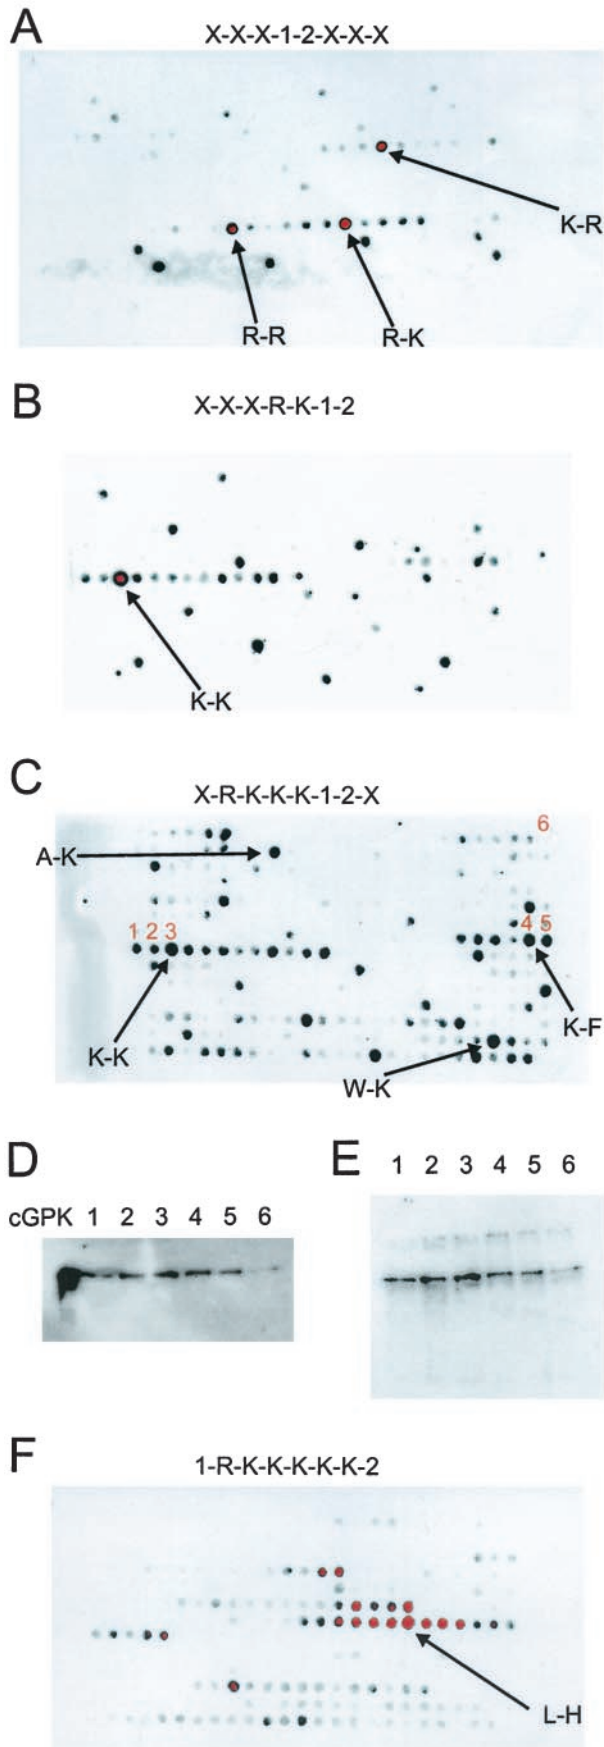 A
X-X-X-1-2-X-X-X
K-R
R-R
R-K
B
X-X-X-R-K-1-2
K-K
C
X-R-K-K-K-1-2-X
6
A-K
1 2 3
4 5
K-K
K-F
W-K
D
cGPK 1 2 3 4 5 6
E
1 2 3 4 5 6
F
1-R-K-K-K-K-K-2
L-H